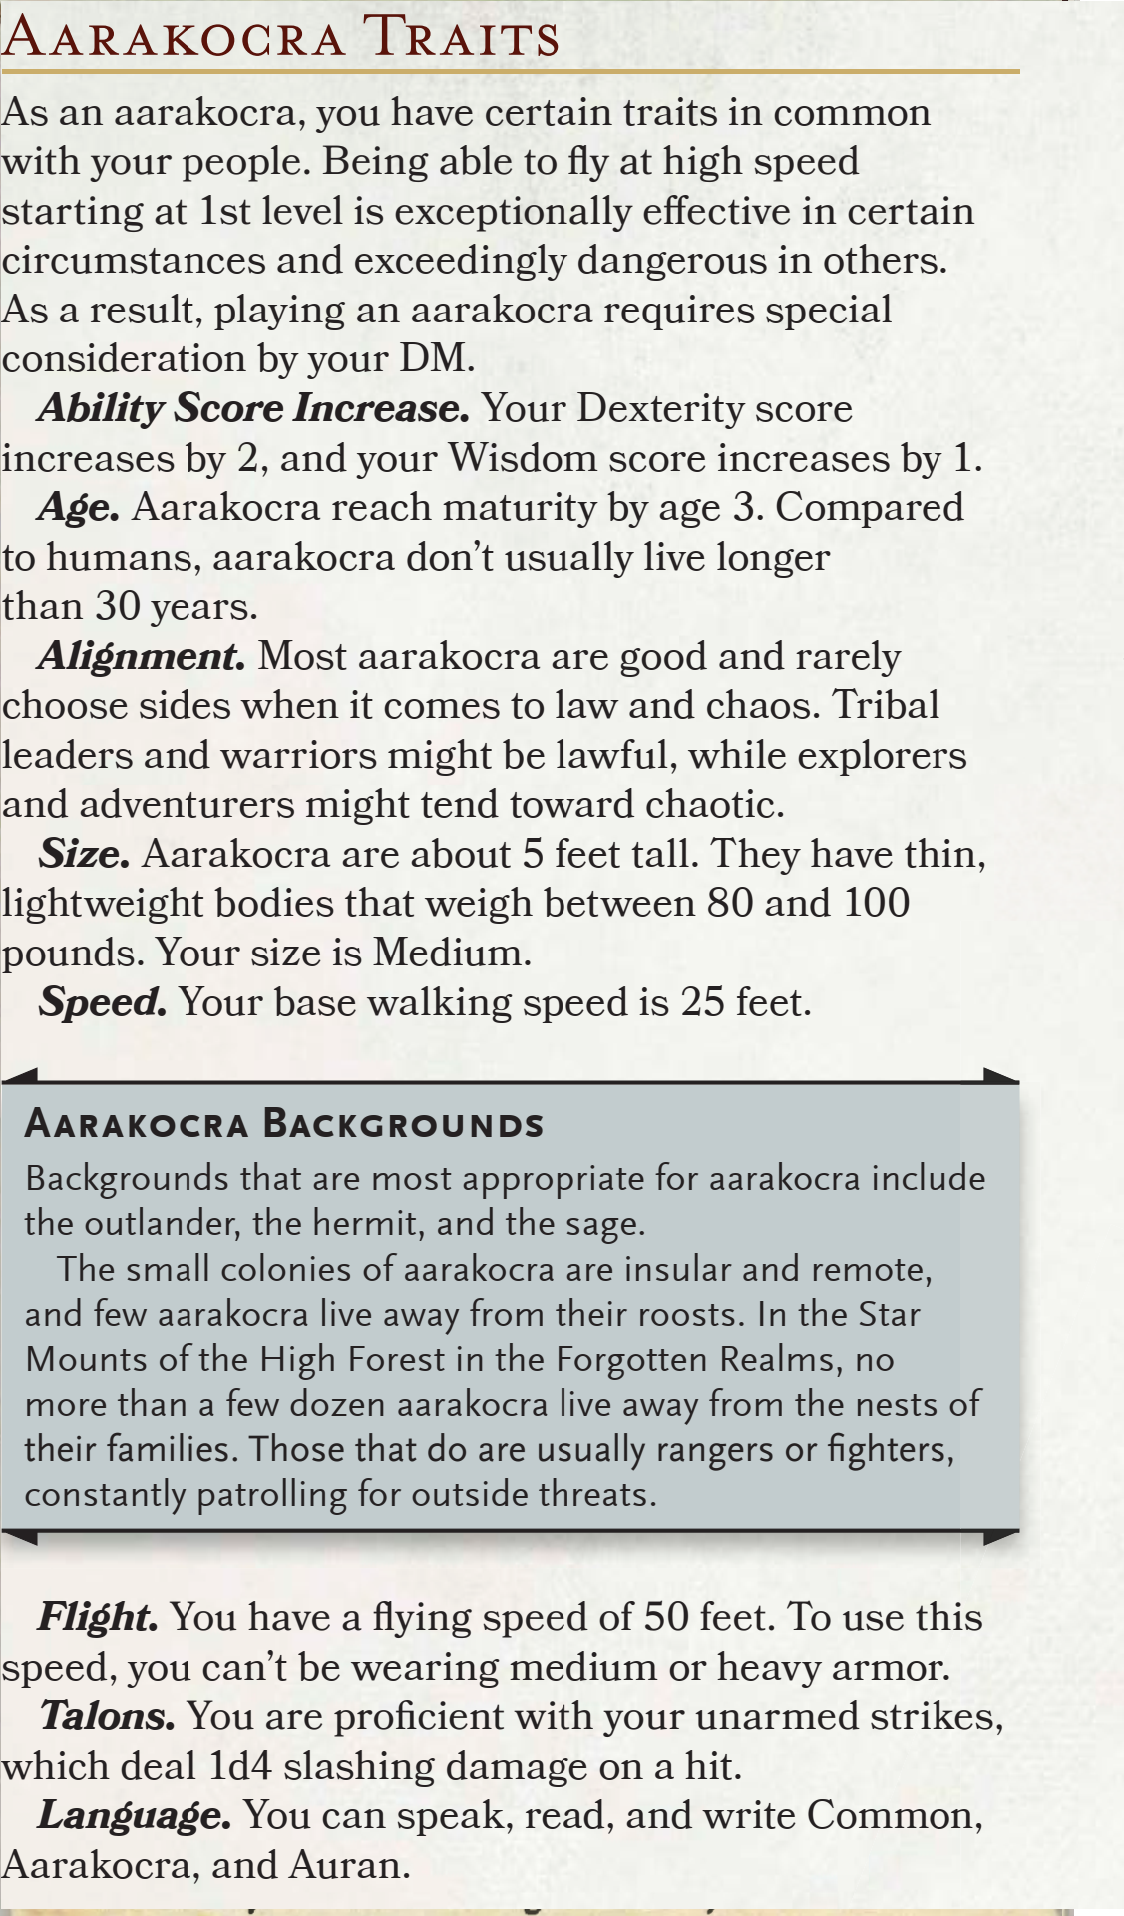 AARAKOCRA TRAITS
As an aarakocra, you have certain traits in common
with your people. Being able to fly at high speed
starting at 1st level is exceptionally effective in certain
circumstances and exceedingly dangerous in others.
As a result, playing an aarakocra requires special
consideration by your DM.
Ability Score Increase. Your Dexterity score
increases by 2, and your Wisdom score increases by 1.
Age. Aarakocra reach maturity by age 3. Compared
to humans, aarakocra don't usually live longer
than 30 years.
Alignment. Most aarakocra are good and rarely
choose sides when it comes to law and chaos. Tribal
leaders and warriors might be lawful, while explorers
and adventurers might tend toward chaotic.
Size. Aarakocra are about 5 feet tall. They have thin,
lightweight bodies that weigh between 80 and 100
pounds. Your size is Medium.
Speed. Your base walking speed is 25 feet.
AARAKOCRA BACKGROUNDS
Backgrounds that are most appropriate for aarakocra include
the outlander, the hermit, and the sage.
The small colonies of aarakocra are insular and remote,
and few aarakocra live away from their roosts. In the Star
Mounts of the High Forest in the Forgotten Realms, no
more than a few dozen aarakocra live away from the nests of
their families. Those that do are usually rangers or fighters,
constantly patrolling for outside threats.
Flight. You have a flying speed of 50 feet. To use this
speed, you can't be wearing medium or heavy armor.
Talons. You are proficient with your unarmed strikes,
which deal 1d4 slashing damage on a hit.
Language. You can speak, read, and write Common,
Aarakocra, and Auran.